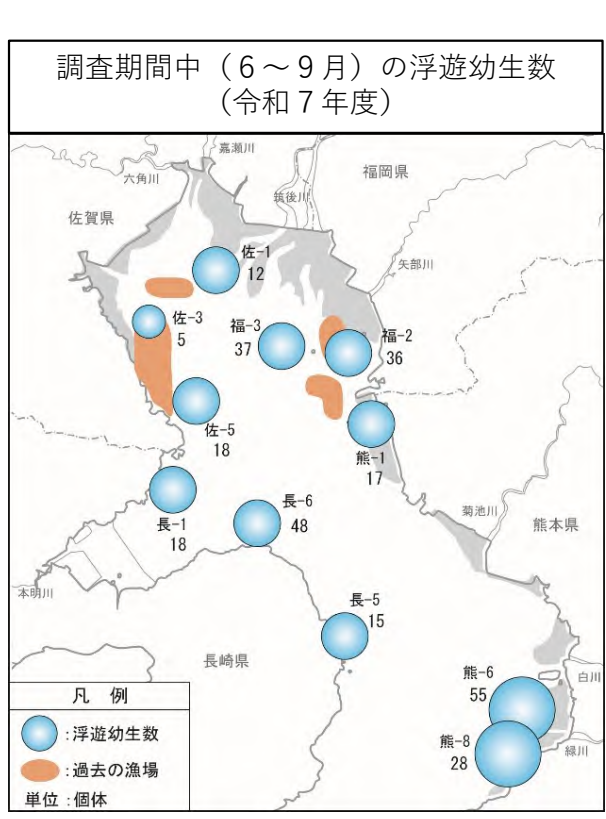 調査期間中（６～９月）の浮遊幼生数
（令和７年度）
嘉瀬川
六角川
福岡県
筑後川
佐賀県
佐-1
12
矢部川
佐-3
5
福-3
37
福-2
36
佐-5
18
熊-1
17
長-1
18
長-6
48
菊池川
熊本県
本明川
長-5
15
長崎県
熊-6
55
白川
熊-8
28
緑川
凡　例
:浮遊幼生数
:過去の漁場
単位:個体